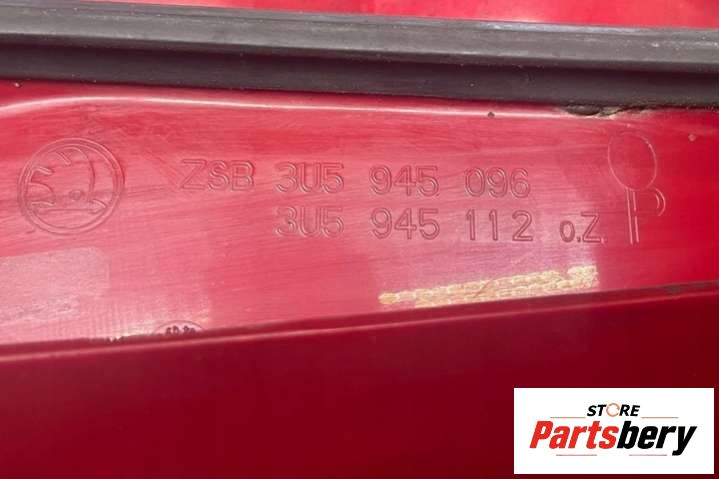 ZSB 3U5 945 096
3U5 945 112 o.Z.
STORE
Partsbery